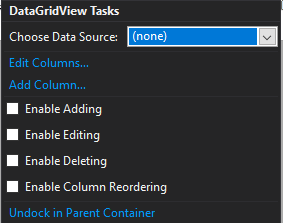 DataGridView Tasks
Choose Data Source: (none)
Edit Columns...
Add Column...
Enable Adding
Enable Editing
Enable Deleting
Enable Column Reordering
Undock in Parent Container